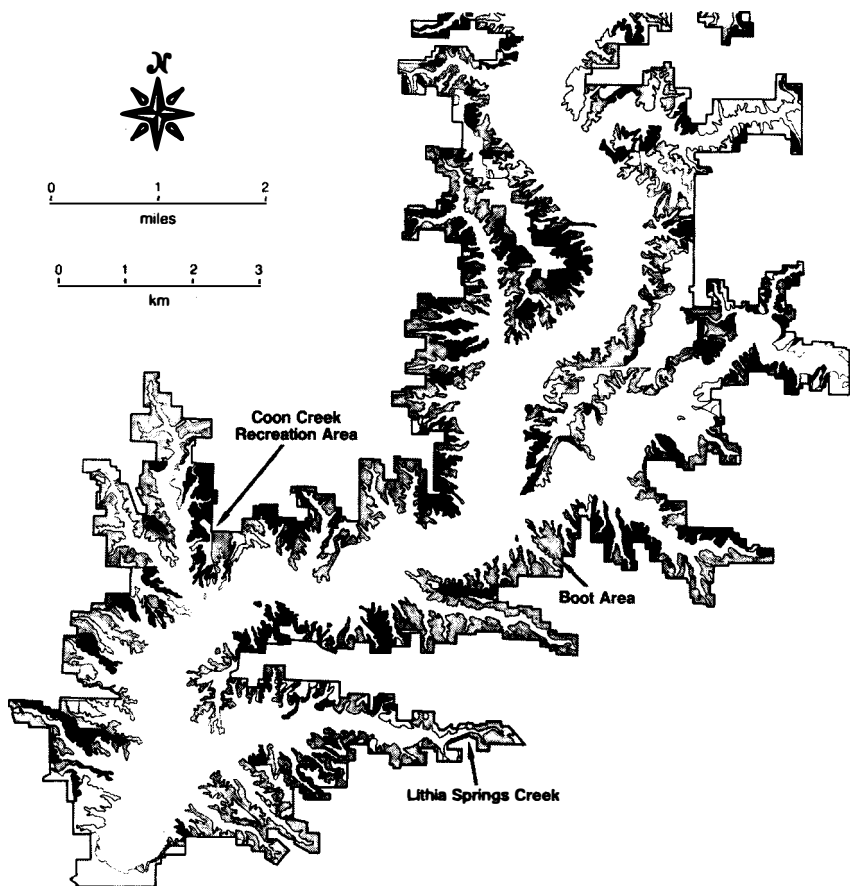 N
0 1 2
miles
0 1 2 3
km
Coon Creek
Recreation Area
Boot Area
Lithia Springs Creek